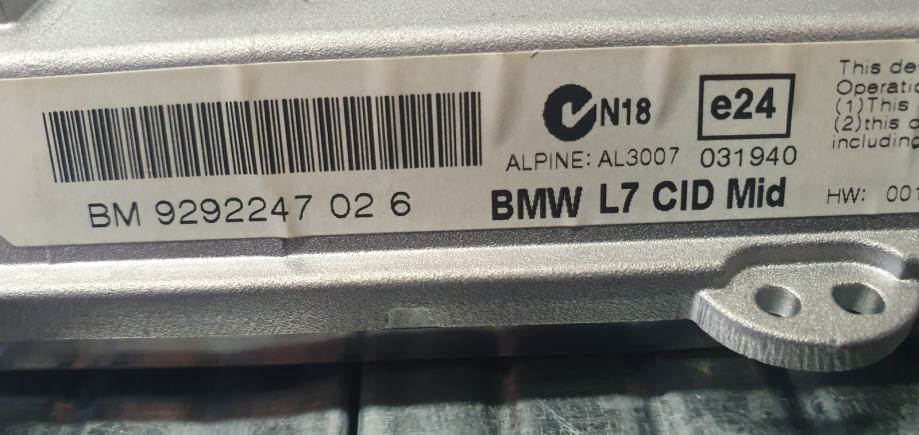 N18
e24
ALPINE: AL3007 031940
BM 9292247 02 6
BMW L7 CID Mid
This de
Operatio
(1)This
(2)this d
including
HW: 001